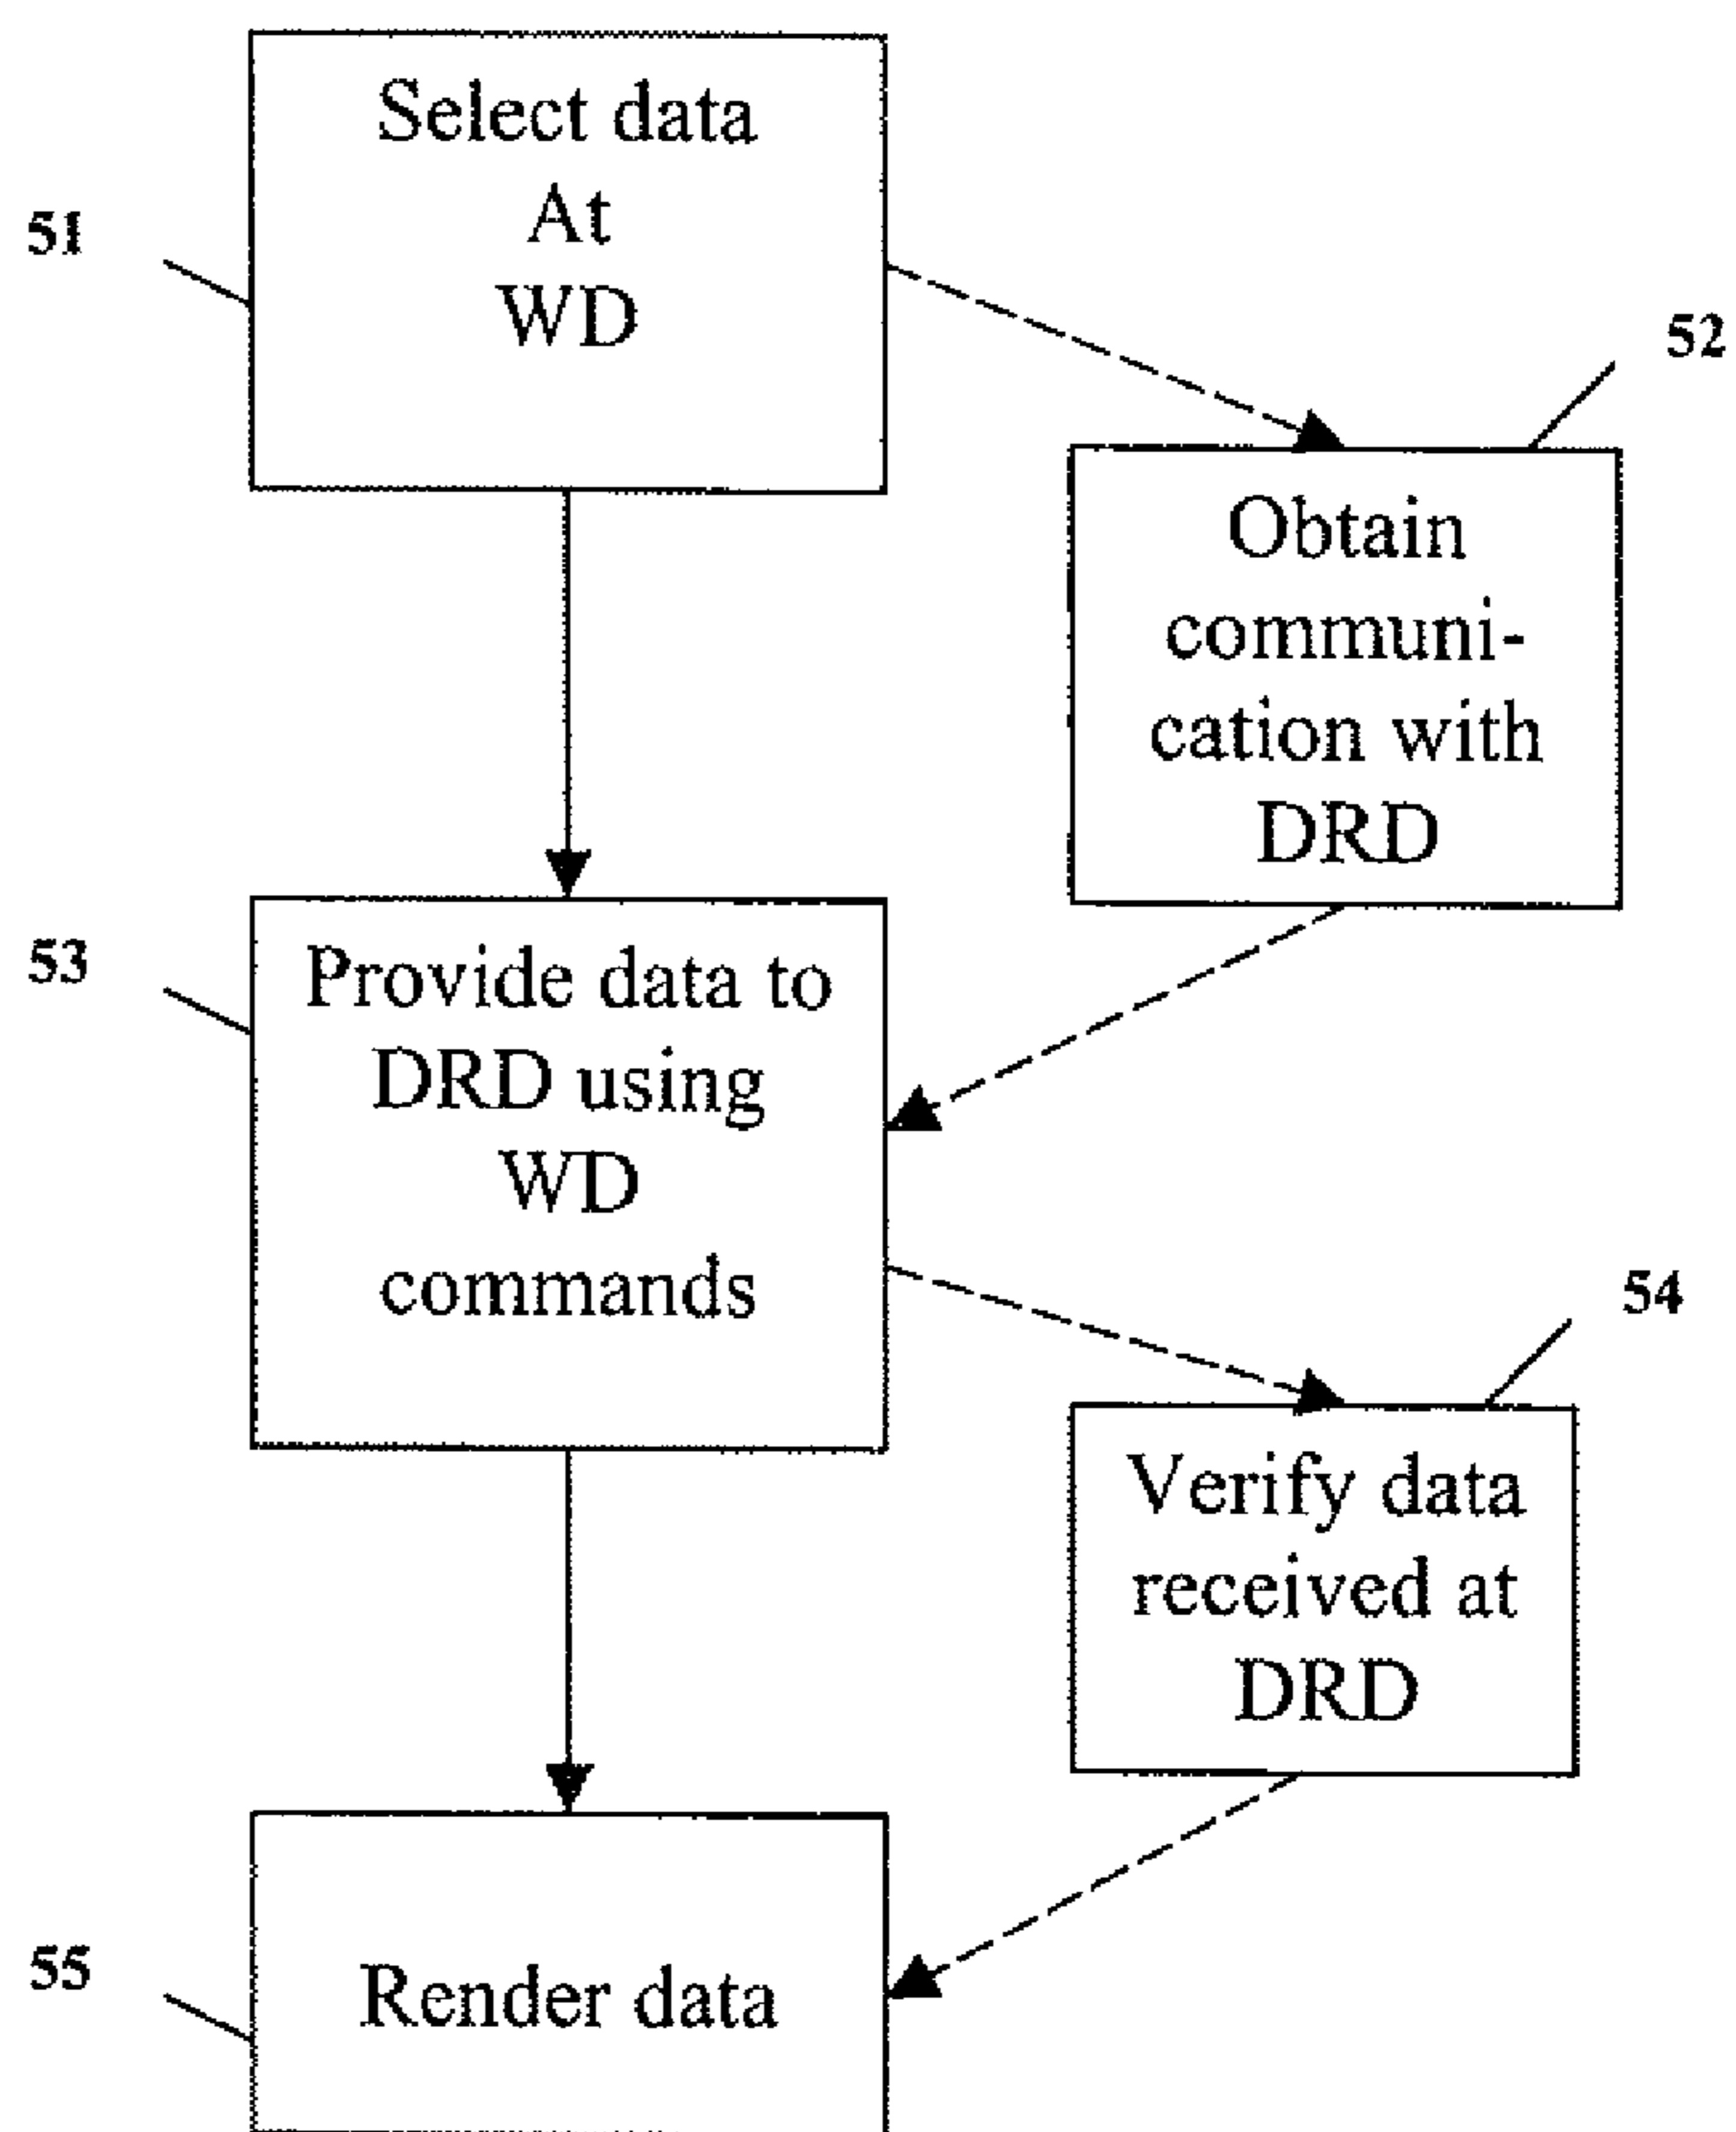 51
Select data
At
WD
52
Obtain
communi-
cation with
DRD
53
Provide data to
DRD using
WD
commands
54
Verify data
received at
DRD
55
Render data